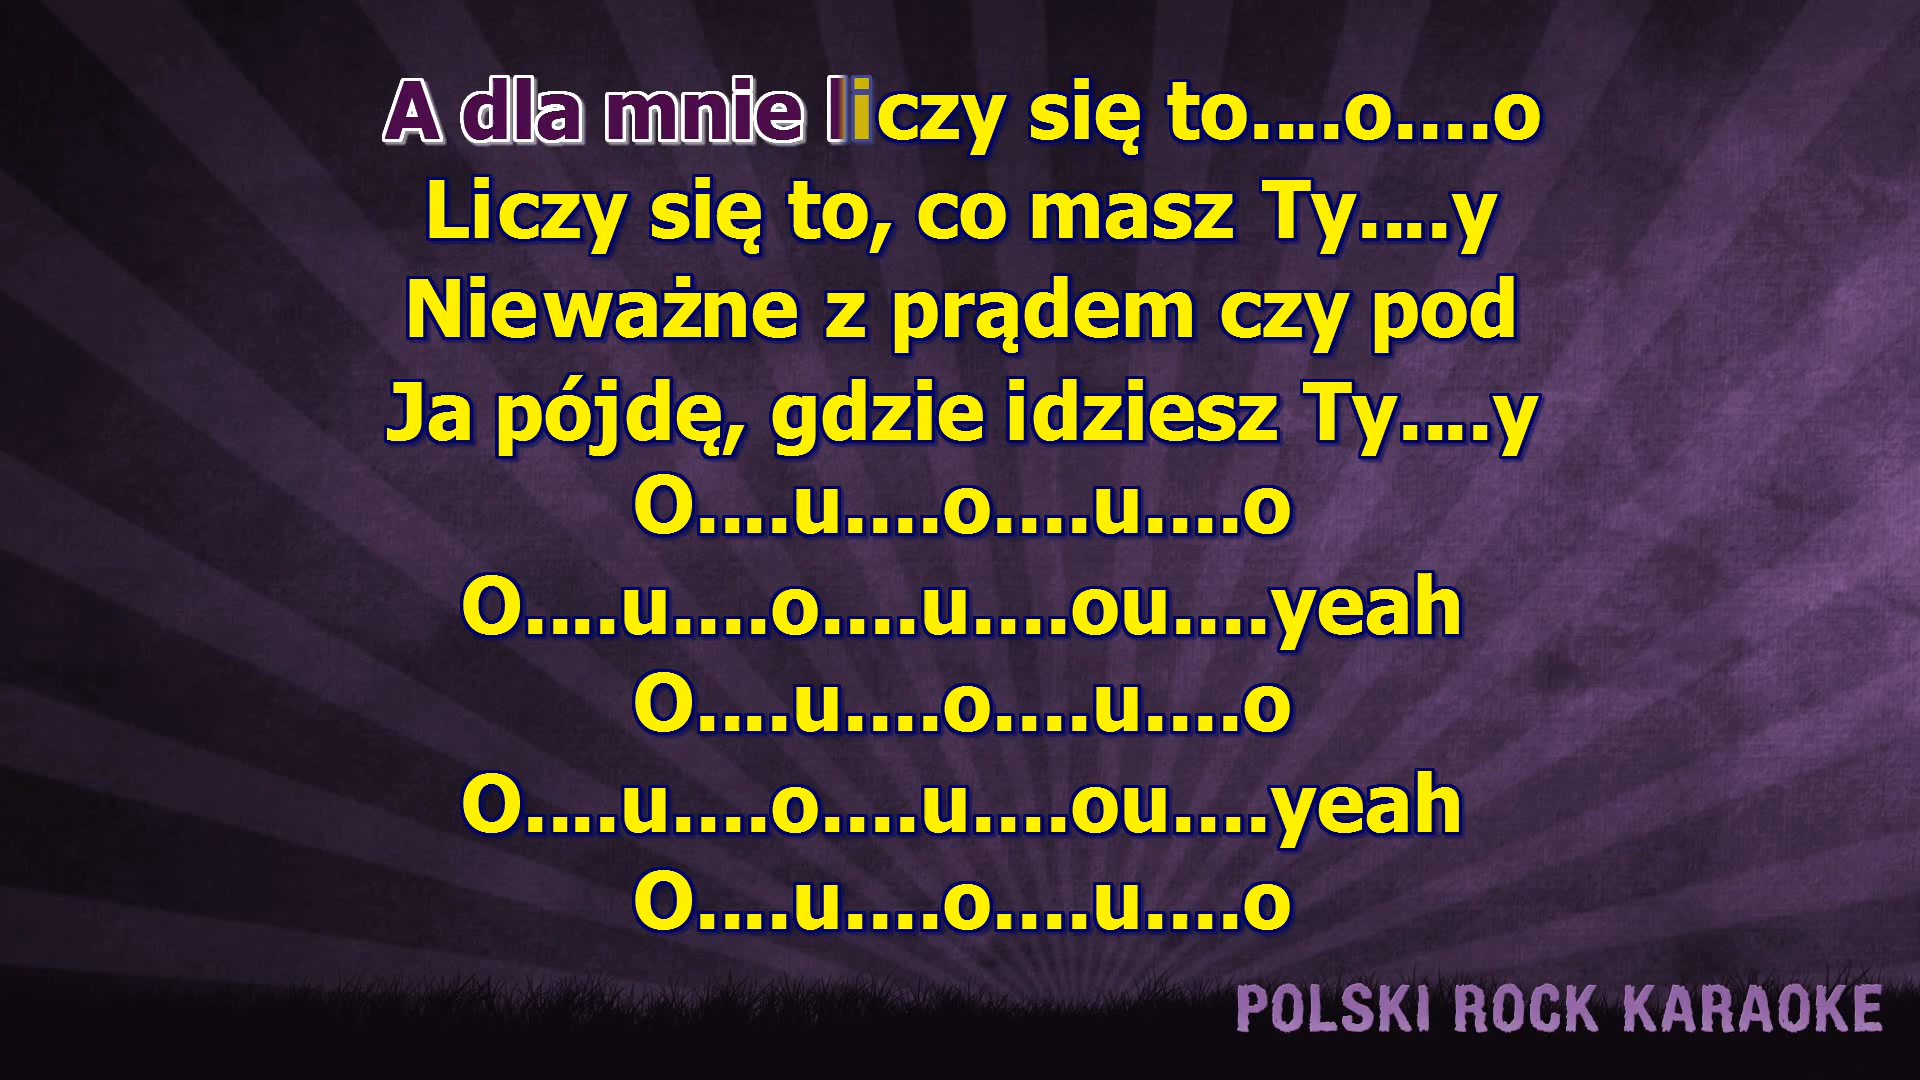 A dla mnie liczy się to....o....o
Liczy się to, co masz Ty....y
Nieważne z prądem czy pod
Ja pójdę, gdzie idziesz Ty....y
O....u....o....u....o
O....u....o....u....ou....yeah
O....u....o....u....o
O....u....o....u....ou....yeah
O....u....o....u....o
POLSKI ROCK KARAOKE